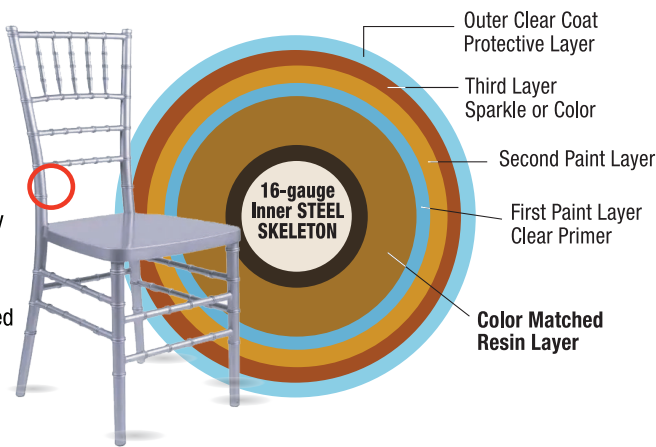 Outer Clear Coat
Protective Layer
Third Layer
Sparkle or Color
Second Paint Layer
16-gauge
Inner STEEL
SKELETON
First Paint Layer
Clear Primer
Color Matched
Resin Layer